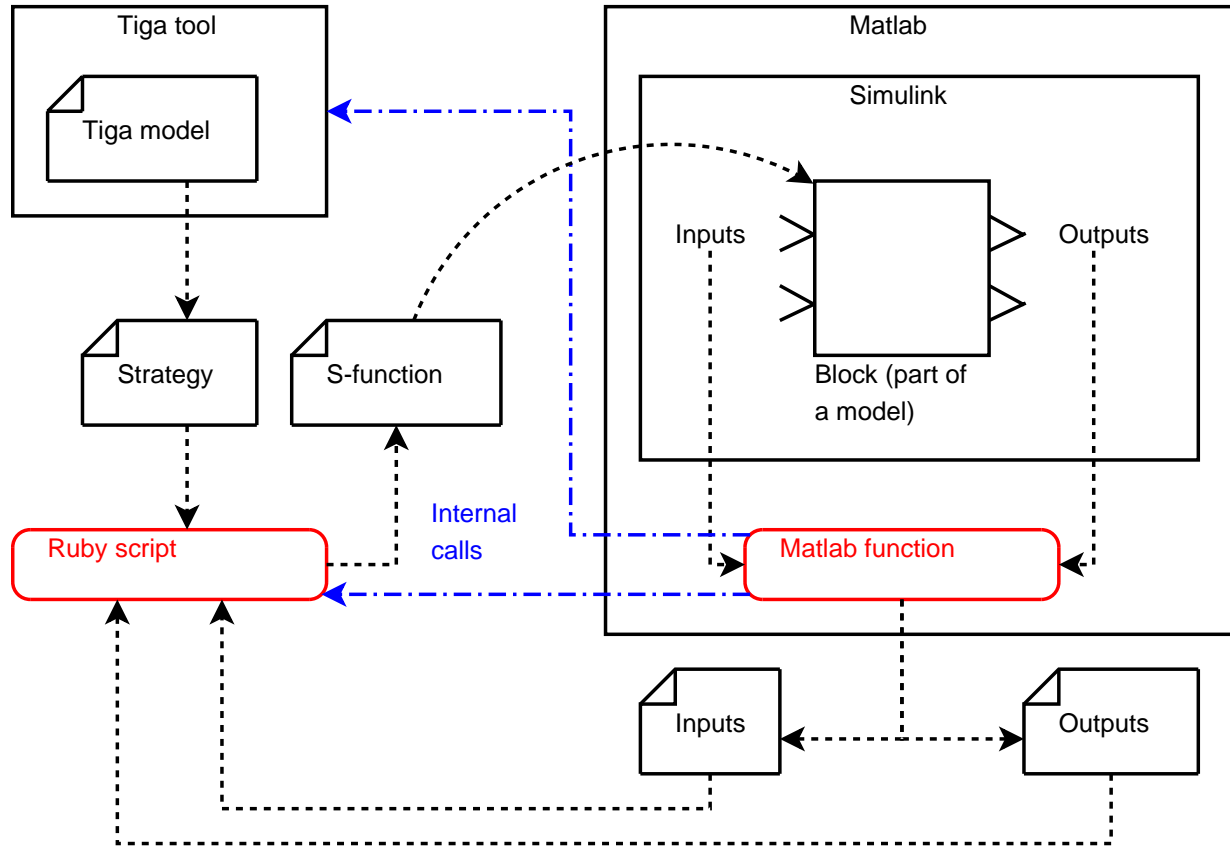 Tiga tool
Matlab
Simulink
Tiga model
Inputs
Outputs
Strategy
S-function
Block (part of
a model)
Internal
calls
Ruby script
Matlab function
Inputs
Outputs